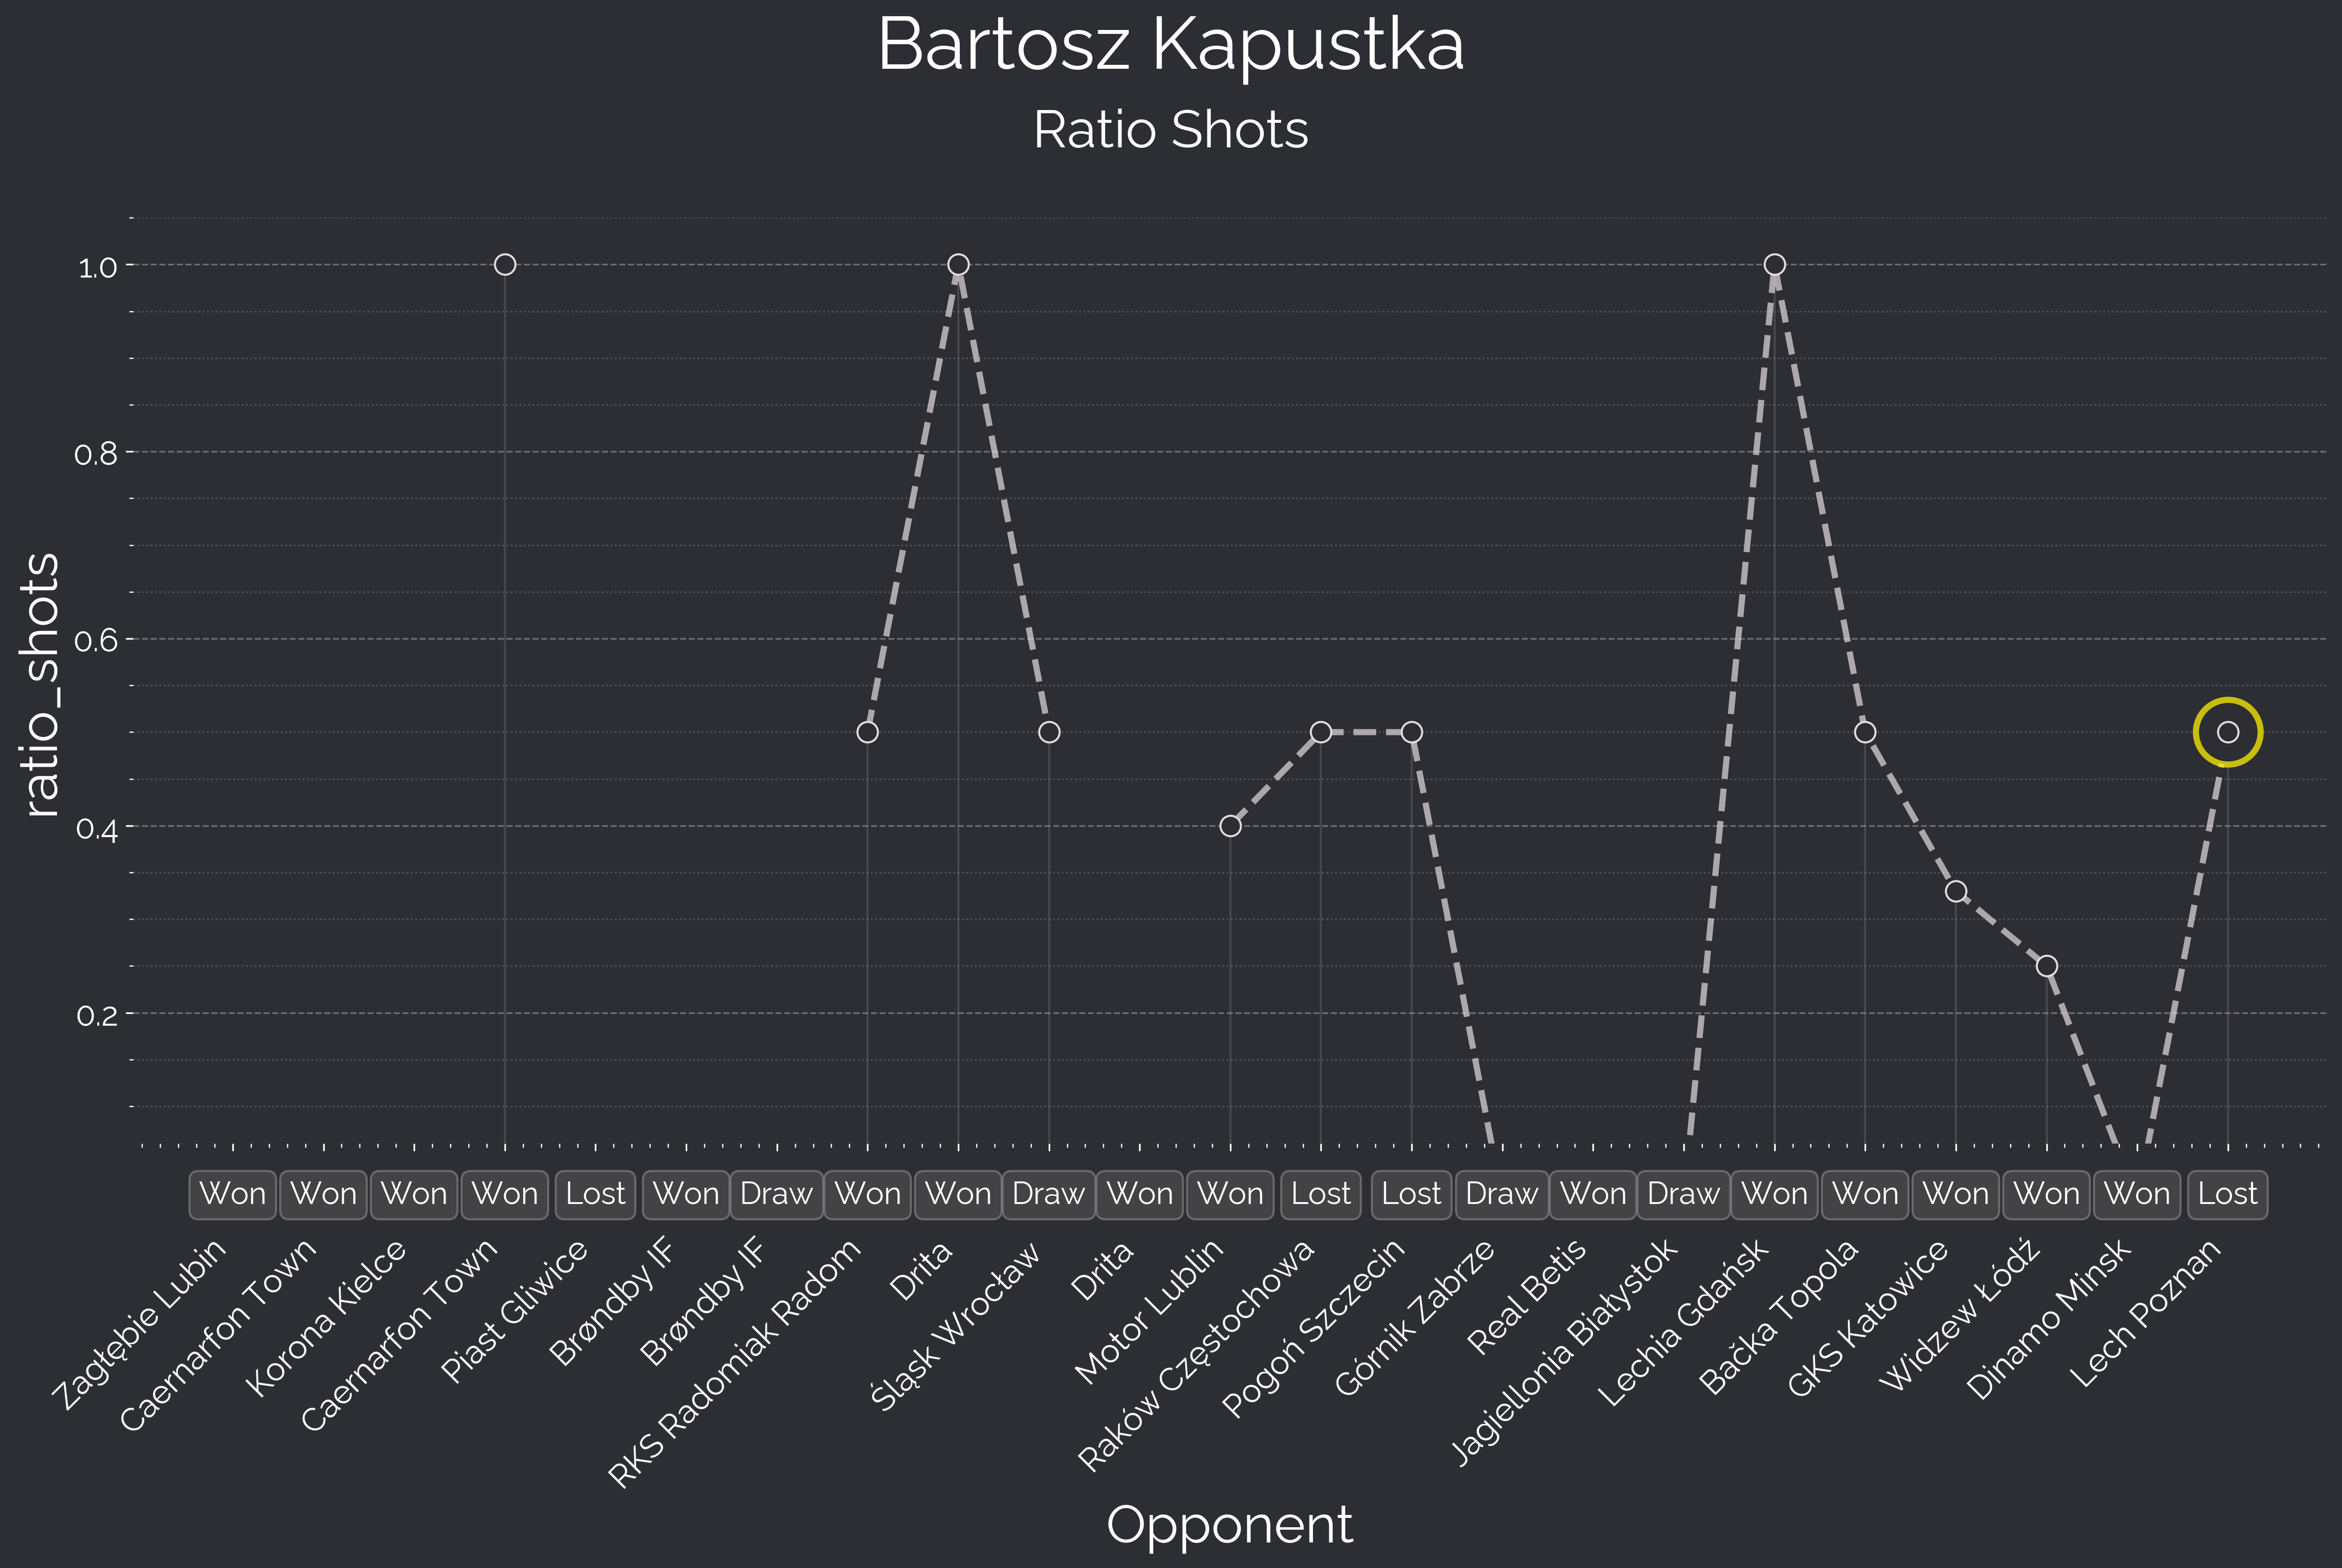 Bartosz Kapustka
Ratio Shots
ratio_shots
1.0
0.8
0.6
0.4
0.2
Won Won Won Won Lost Won Draw Won Won Draw Won Won Lost Lost Draw Won Draw Won Won Won Won Won Lost
Zagłębie Lubin
Caernarfon Town
Korona Kielce
Caernarfon Town
Piast Gliwice
Brøndby IF
Brøndby IF
RKS Radomiak Radom
Drita
Śląsk Wrocław
Drita
Motor Lublin
Raków Częstochowa
Pogoń Szczecin
Górnik Zabrze
Real Betis
Jagiellonia Białystok
Lechia Gdańsk
Bačka Topola
GKS Katowice
Widzew Łódź
Dinamo Minsk
Lech Poznan
Opponent